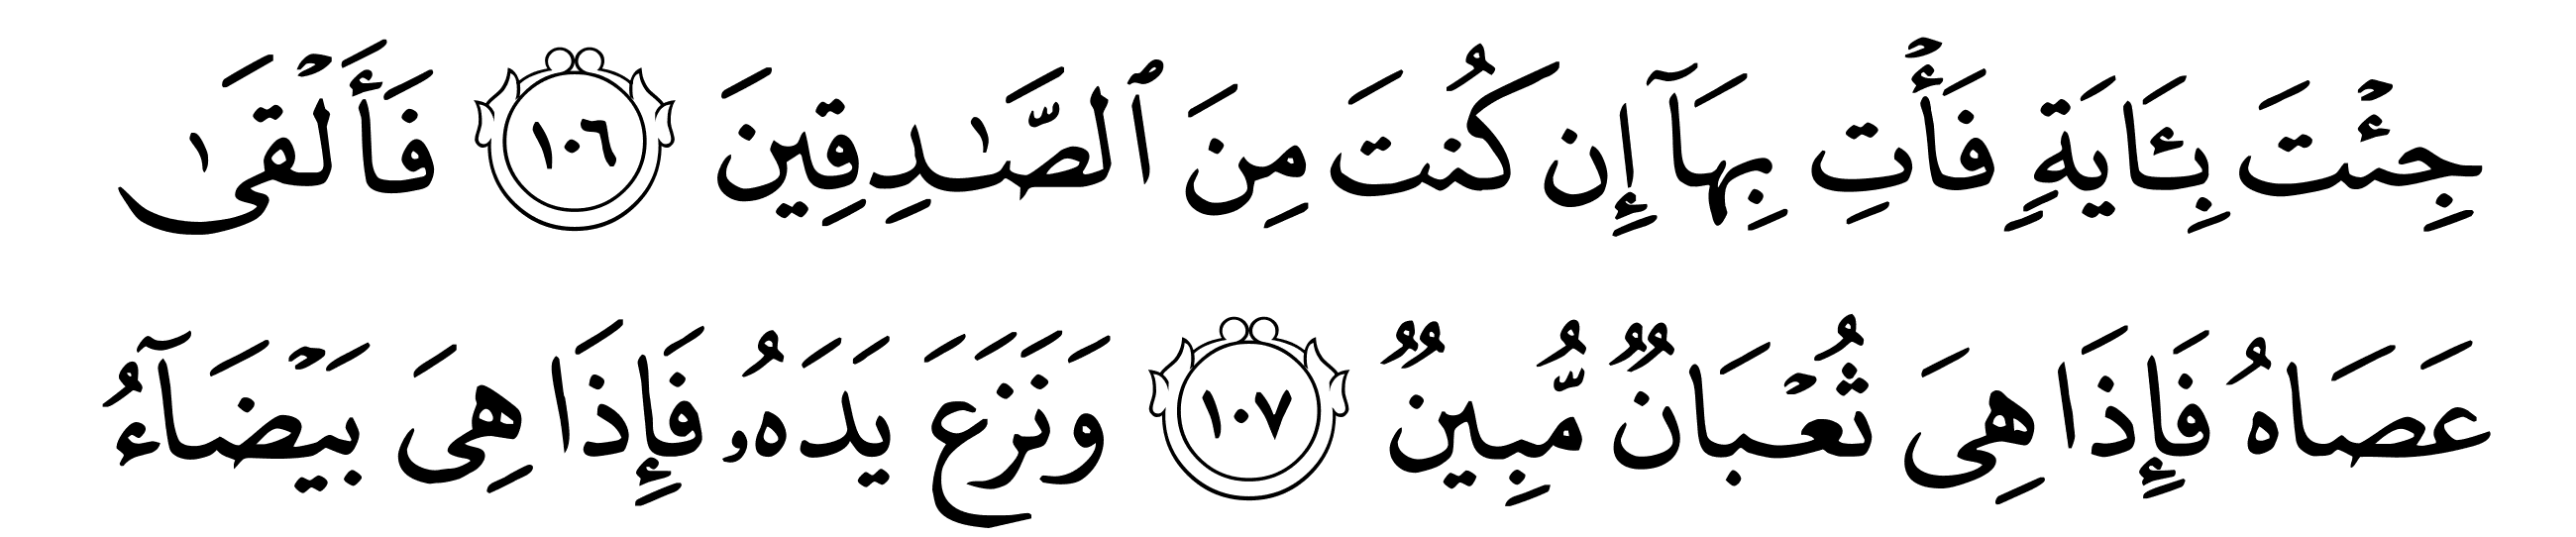 جِئۡتَ بِـَٔايَةٖ فَأۡتِ بِهَآ إِن كُنتَ مِنَ ٱلصَّٰدِقِينَ ١٠٦ فَأَلۡقَىٰ
عَصَاهُ فَإِذَا هِيَ ثُعۡبَانٞ مُّبِينٞ ١٠٧ وَنَزَعَ يَدَهُۥ فَإِذَا هِيَ بَيۡضَآءُ